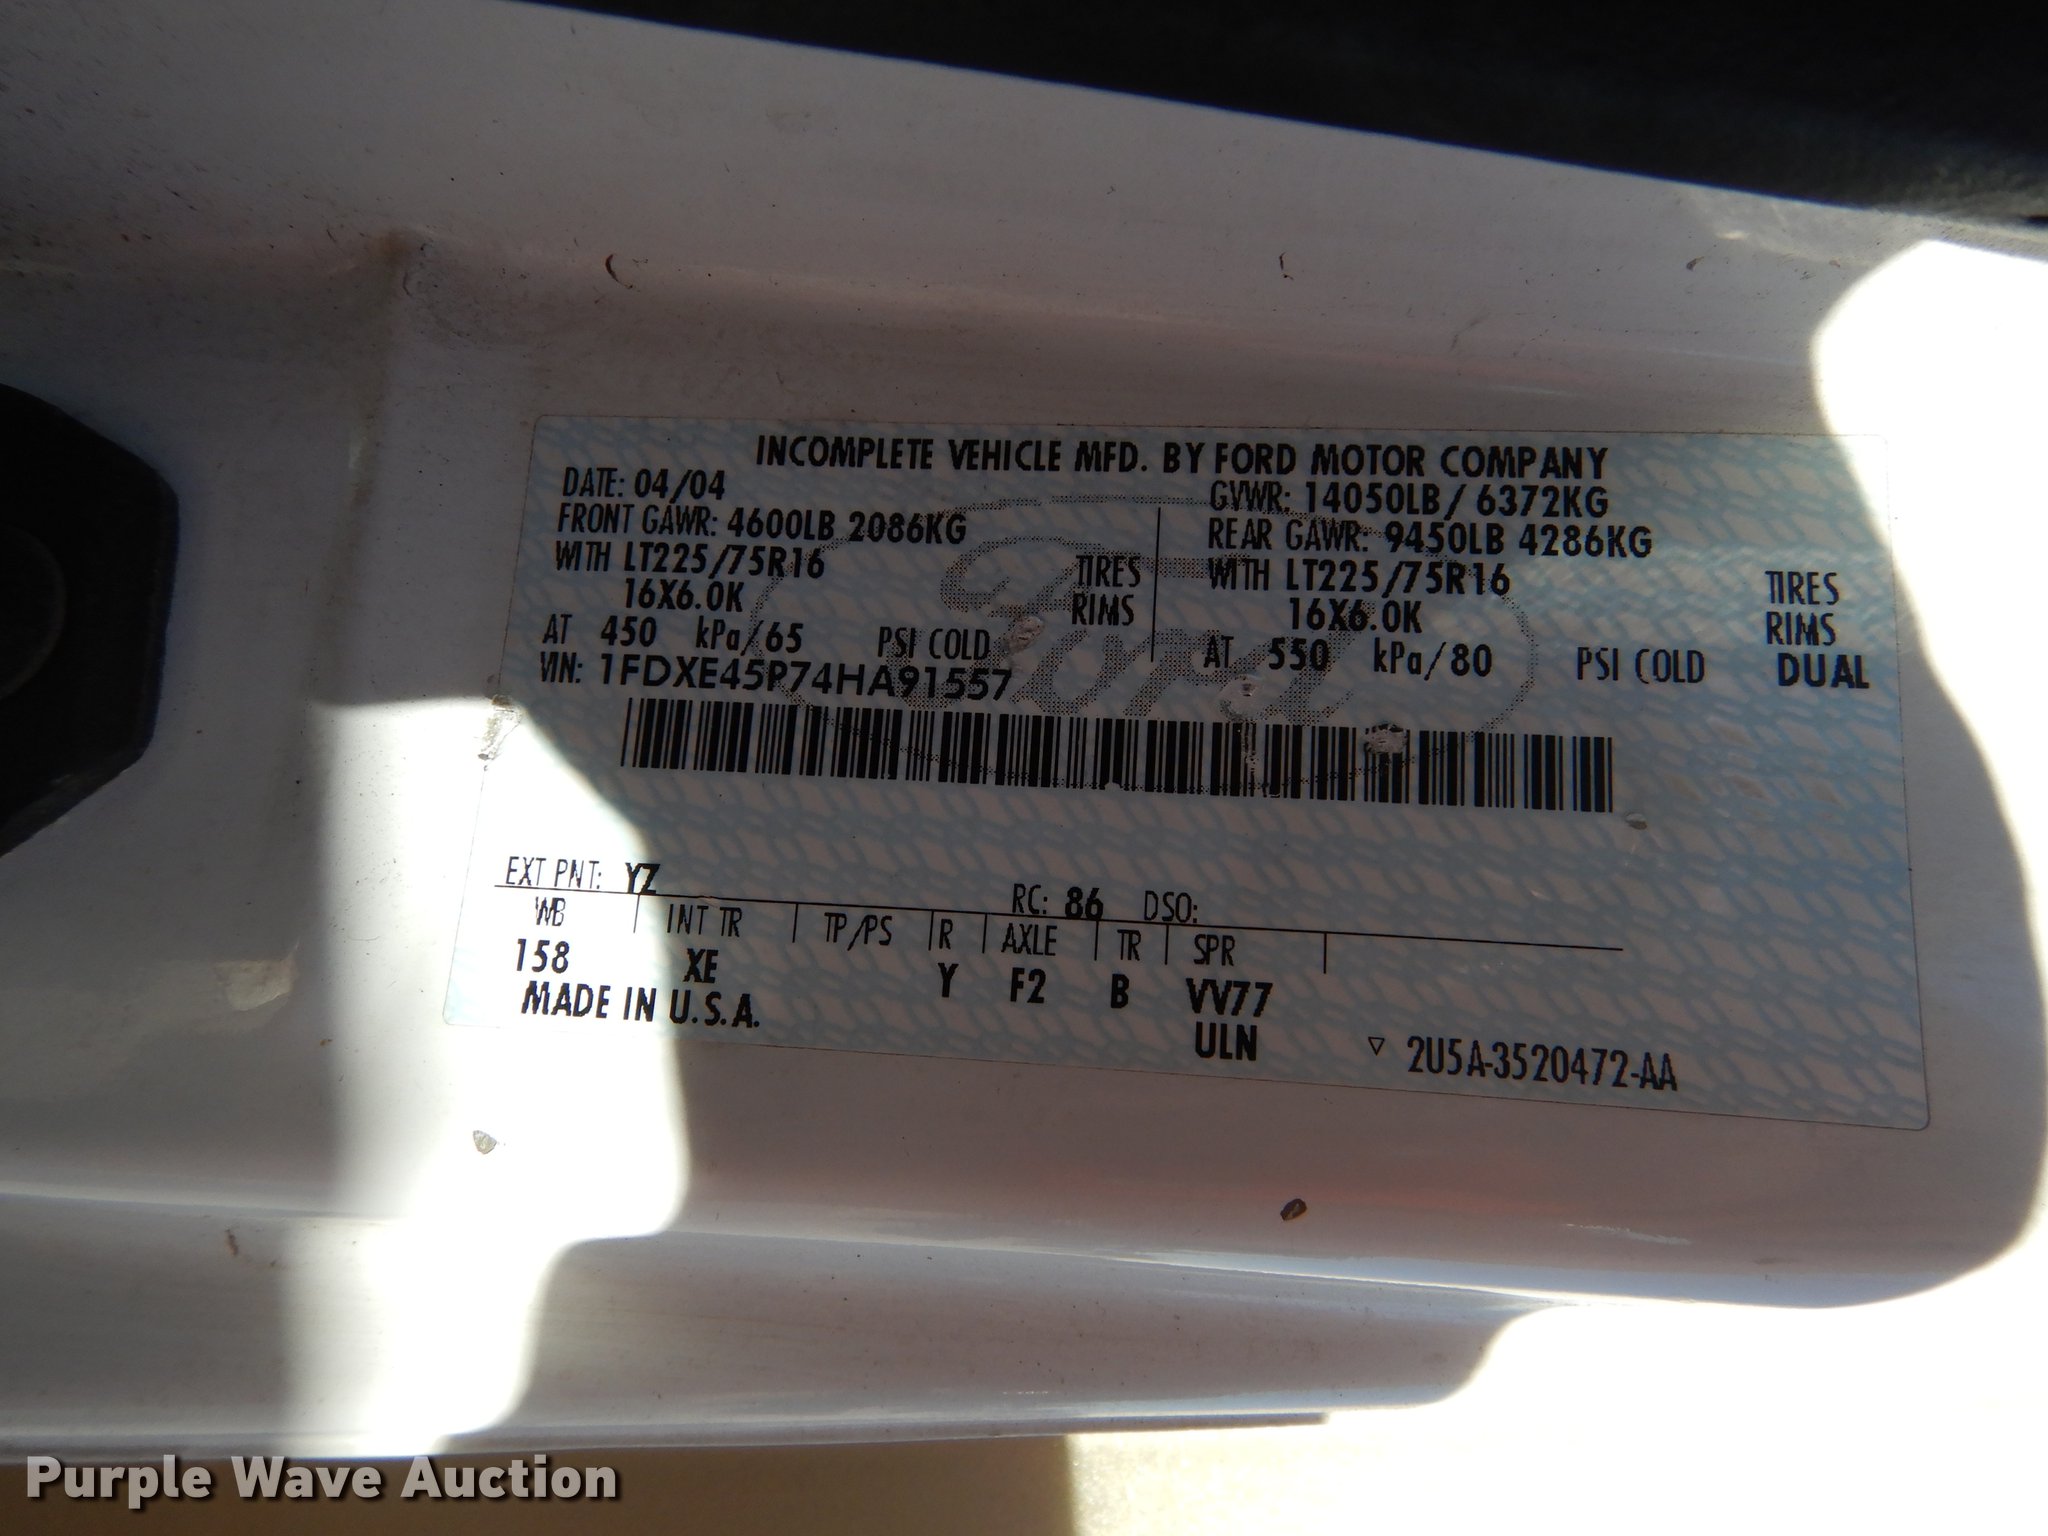 INCOMPLETE VEHICLE MFD. BY FORD MOTOR COMPANY
DATE: 04/04 GVWR: 14050LB/ 6372KG
FRONT GAWR: 4600LB 2086KG REAR GAWR: 9450LB 4286KG
WITH LT225/75R16 TIRES WITH LT225/75R16 TIRES
16X6.0K RIMS 16X6.0K RIMS
AT 450 kPa/65 PSI COLD AT 550 kPa/80 PSI COLD DUAL
VIN: 1FDXE45P74HA91557
Ford
EXT PNT: YZ RC: 86 DSO:
WB INT TR TP/PS R AXLE TR SPR
158 XE Y F2 B VV77
MADE IN U.S.A. ULN
▽ 2U5A-3520472-AA
Purple Wave Auction